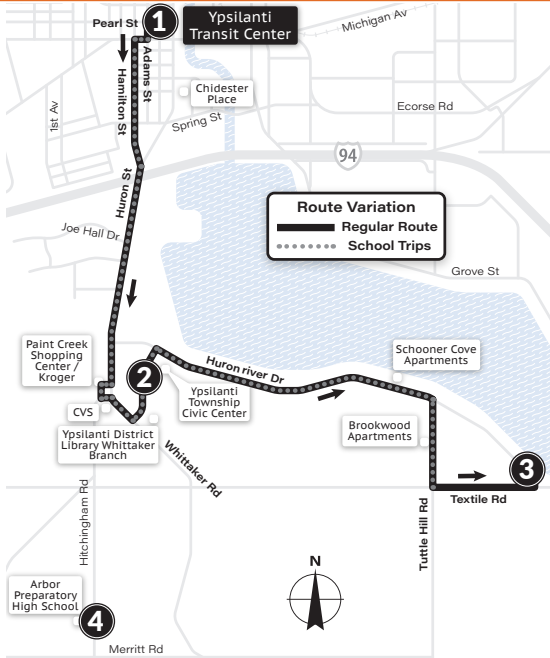 Pearl St
1
Ypsilanti
Transit Center
Michigan Av
Adams St
Hamilton St
1st Av
Chidester
Place
Spring St
Ecorse Rd
94
Huron St
Route Variation
Regular Route
School Trips
Joe Hall Dr
Grove St
Paint Creek
Shopping
Center /
Kroger
2
Huron river Dr
Schooner Cove
Apartments
Ypsilanti
Township
Civic Center
CVS
Ypsilanti District
Library Whittaker
Branch
Brookwood
Apartments
Whittaker Rd
3
Textile Rd
Hitchingham Rd
Tuttle Hill Rd
N
Arbor
Preparatory
High School
4
Merritt Rd